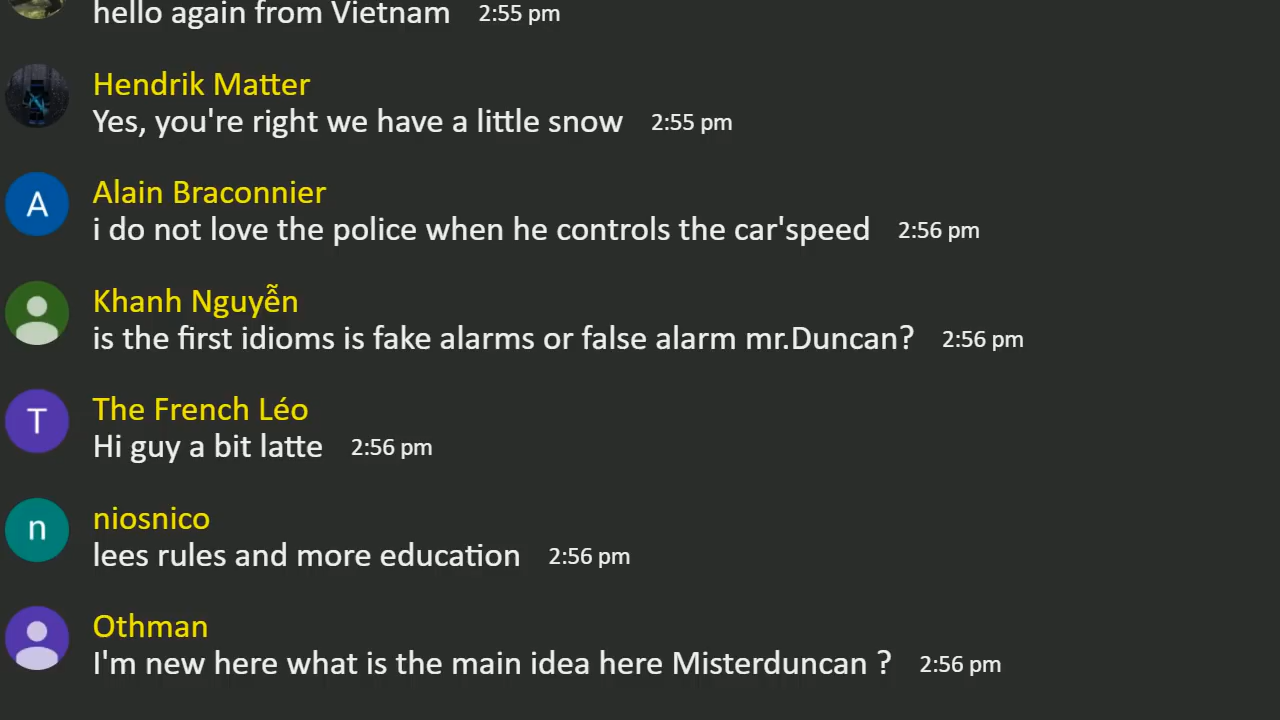 hello again from Vietnam 2:55 pm
Hendrik Matter
Yes, you're right we have a little snow 2:55 pm
A
Alain Braconnier
i do not love the police when he controls the car'speed 2:56 pm
Khanh Nguyễn
is the first idioms is fake alarms or false alarm mr.Duncan? 2:56 pm
T
The French Léo
Hi guy a bit latte 2:56 pm
n
niosnico
lees rules and more education 2:56 pm
Othman
I'm new here what is the main idea here Misterduncan ? 2:56 pm